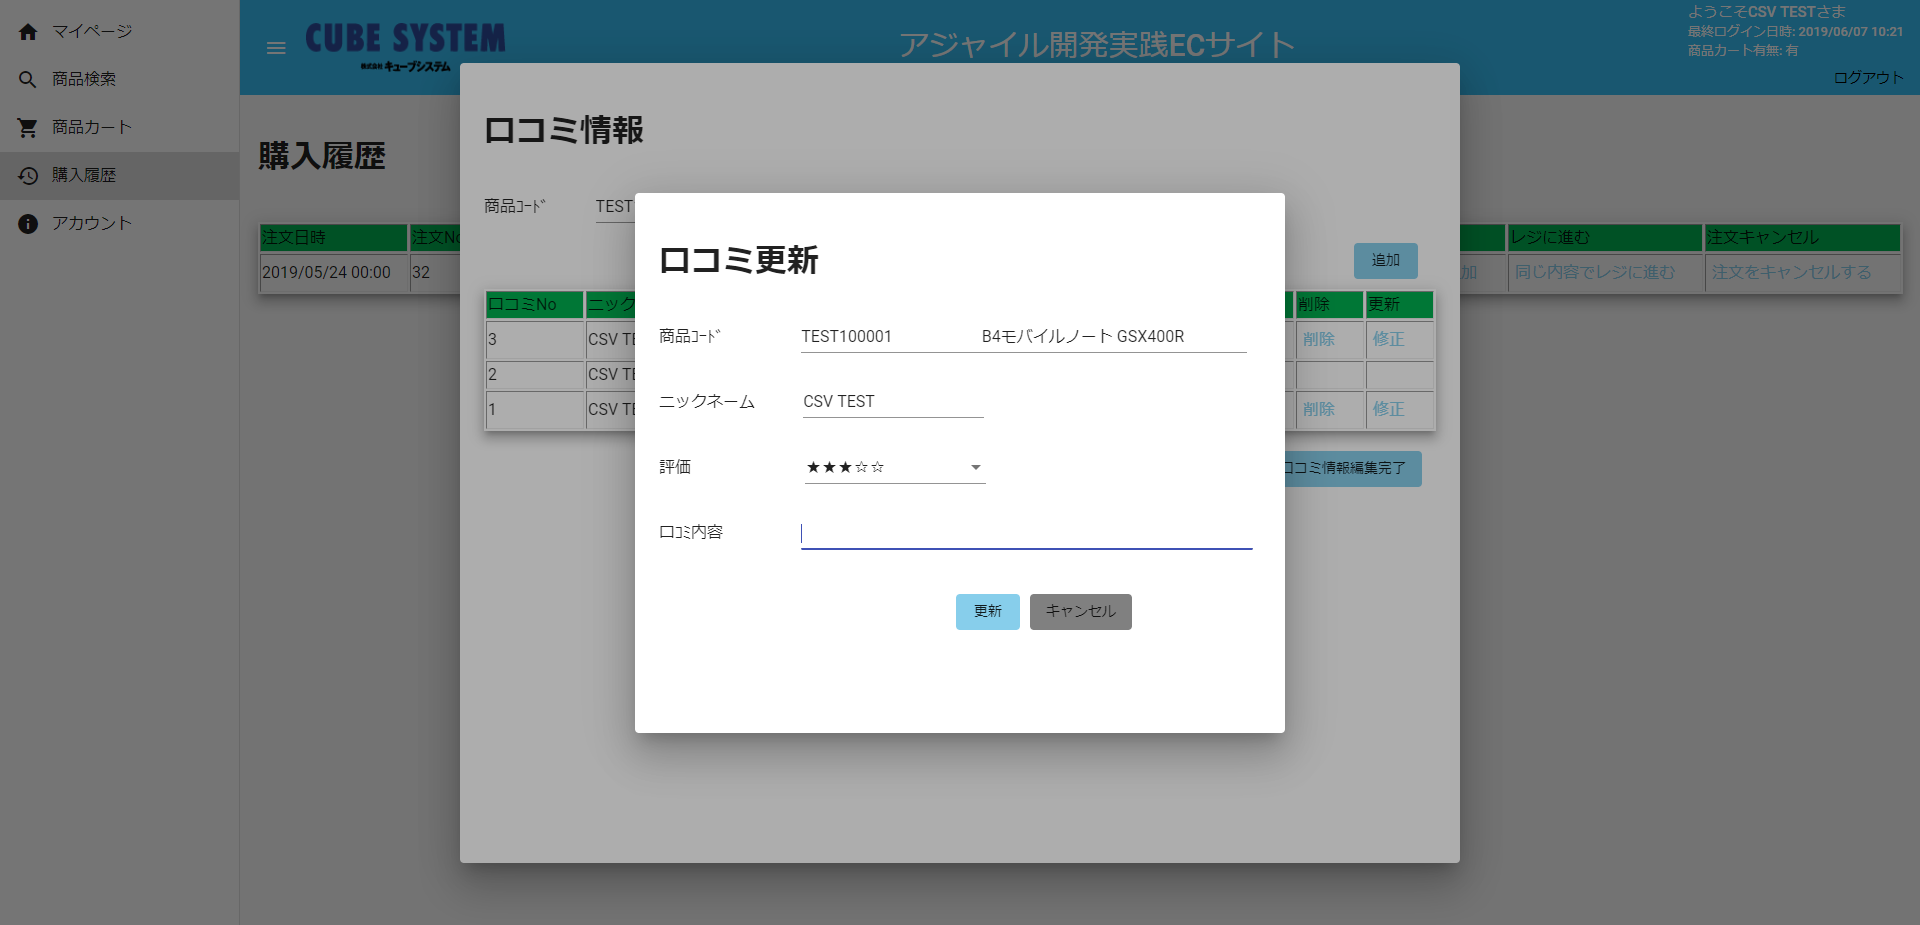 マイページ
商品検索
商品カート
購入履歴
アカウント
CUBE SYSTEM
株式会社 キューブシステム
アジャイル開発実践ECサイト
ようこそCSV TESTさま
最終ログイン日時: 2019/06/07 10:21
商品カート有無: 有
ログアウト
購入履歴
注文日時 注文No レジに進む 注文キャンセル
2019/05/24 00:00 32 加 同じ内容でレジに進む 注文をキャンセルする
口コミ情報
商品ｺｰﾄﾞ TEST
追加
口コミNo ニック 削除 更新
3 CSV TE 削除 修正
2 CSV TE
1 CSV TE 削除 修正
口コミ情報編集完了
口コミ更新
商品ｺｰﾄﾞ TEST100001 B4モバイルノート GSX400R
ニックネーム CSV TEST
評価 ★★★☆☆
口ｺﾐ内容
更新 キャンセル